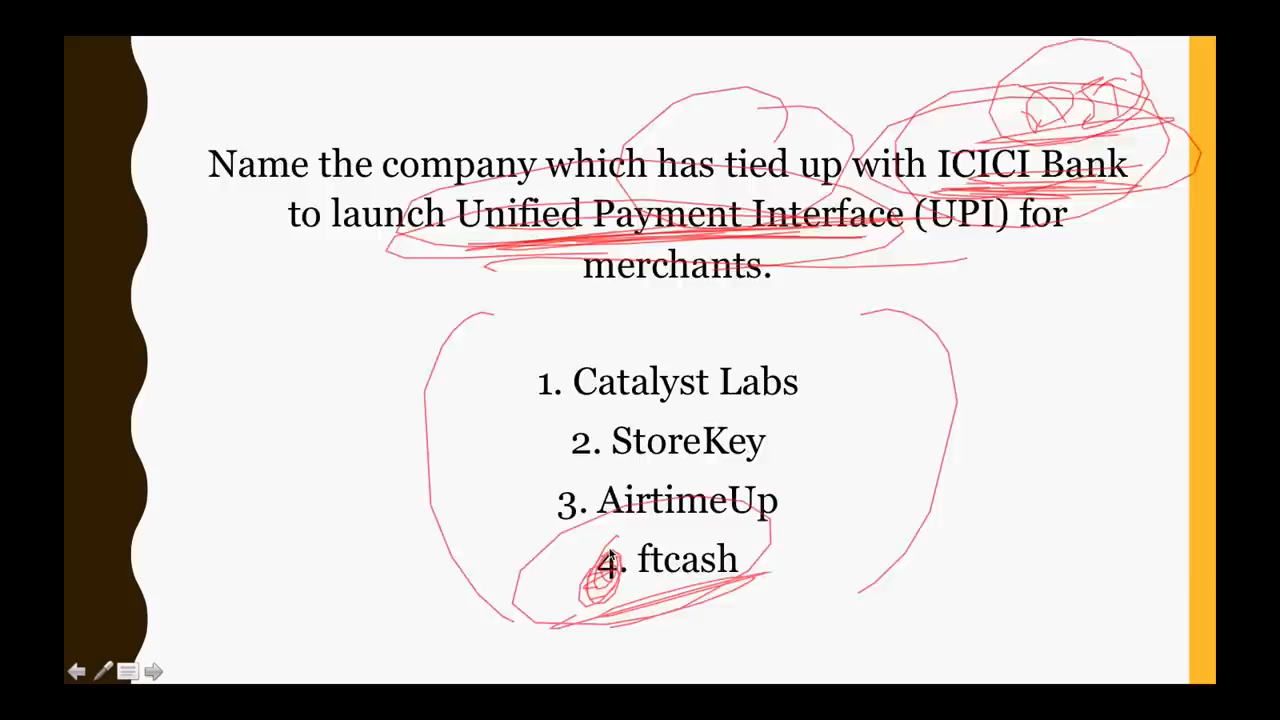 Name the company which has tied up with ICICI Bank
to launch Unified Payment Interface (UPI) for
merchants.
1. Catalyst Labs
2. StoreKey
3. AirtimeUp
4. ftcash